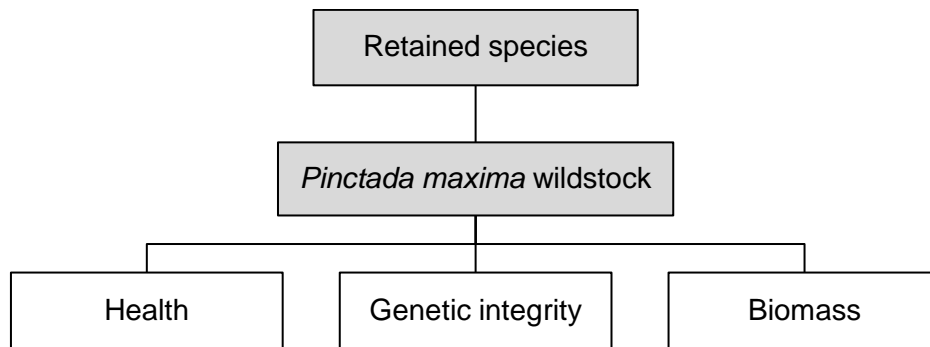 Retained species
Pinctada maxima wildstock
Health
Genetic integrity
Biomass